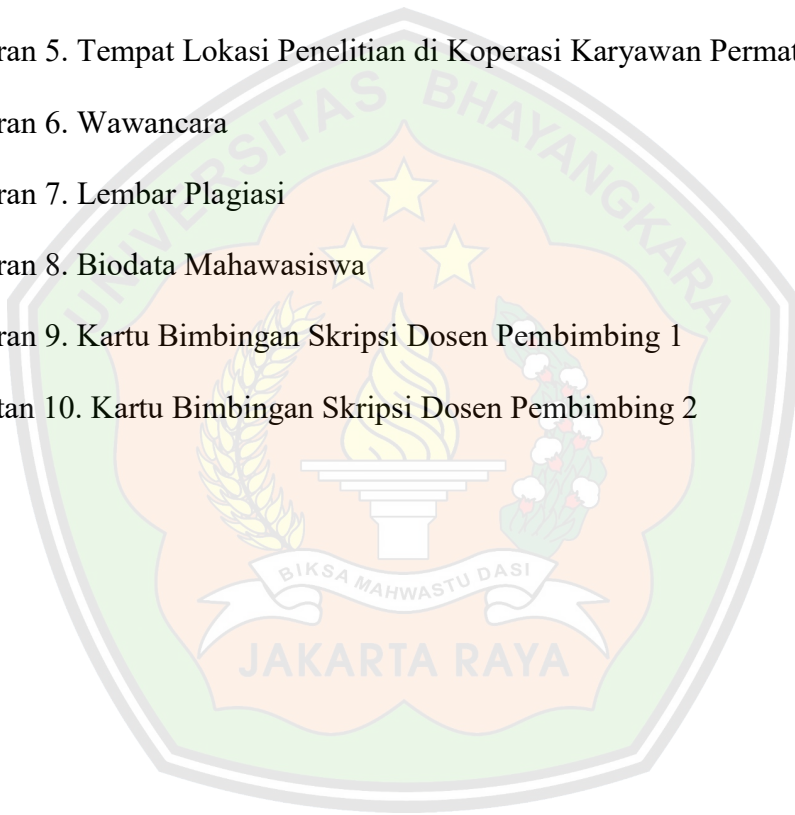 ran 5. Tempat Lokasi Penelitian di Koperasi Karyawan Permat
ran 6. Wawancara
ran 7. Lembar Plagiasi
ran 8. Biodata Mahawasiswa
ran 9. Kartu Bimbingan Skripsi Dosen Pembimbing 1
tan 10. Kartu Bimbingan Skripsi Dosen Pembimbing 2
UNIVERSITAS BHAYANGKARA
BIKSA MAHWASTU DASI
JAKARTA RAYA